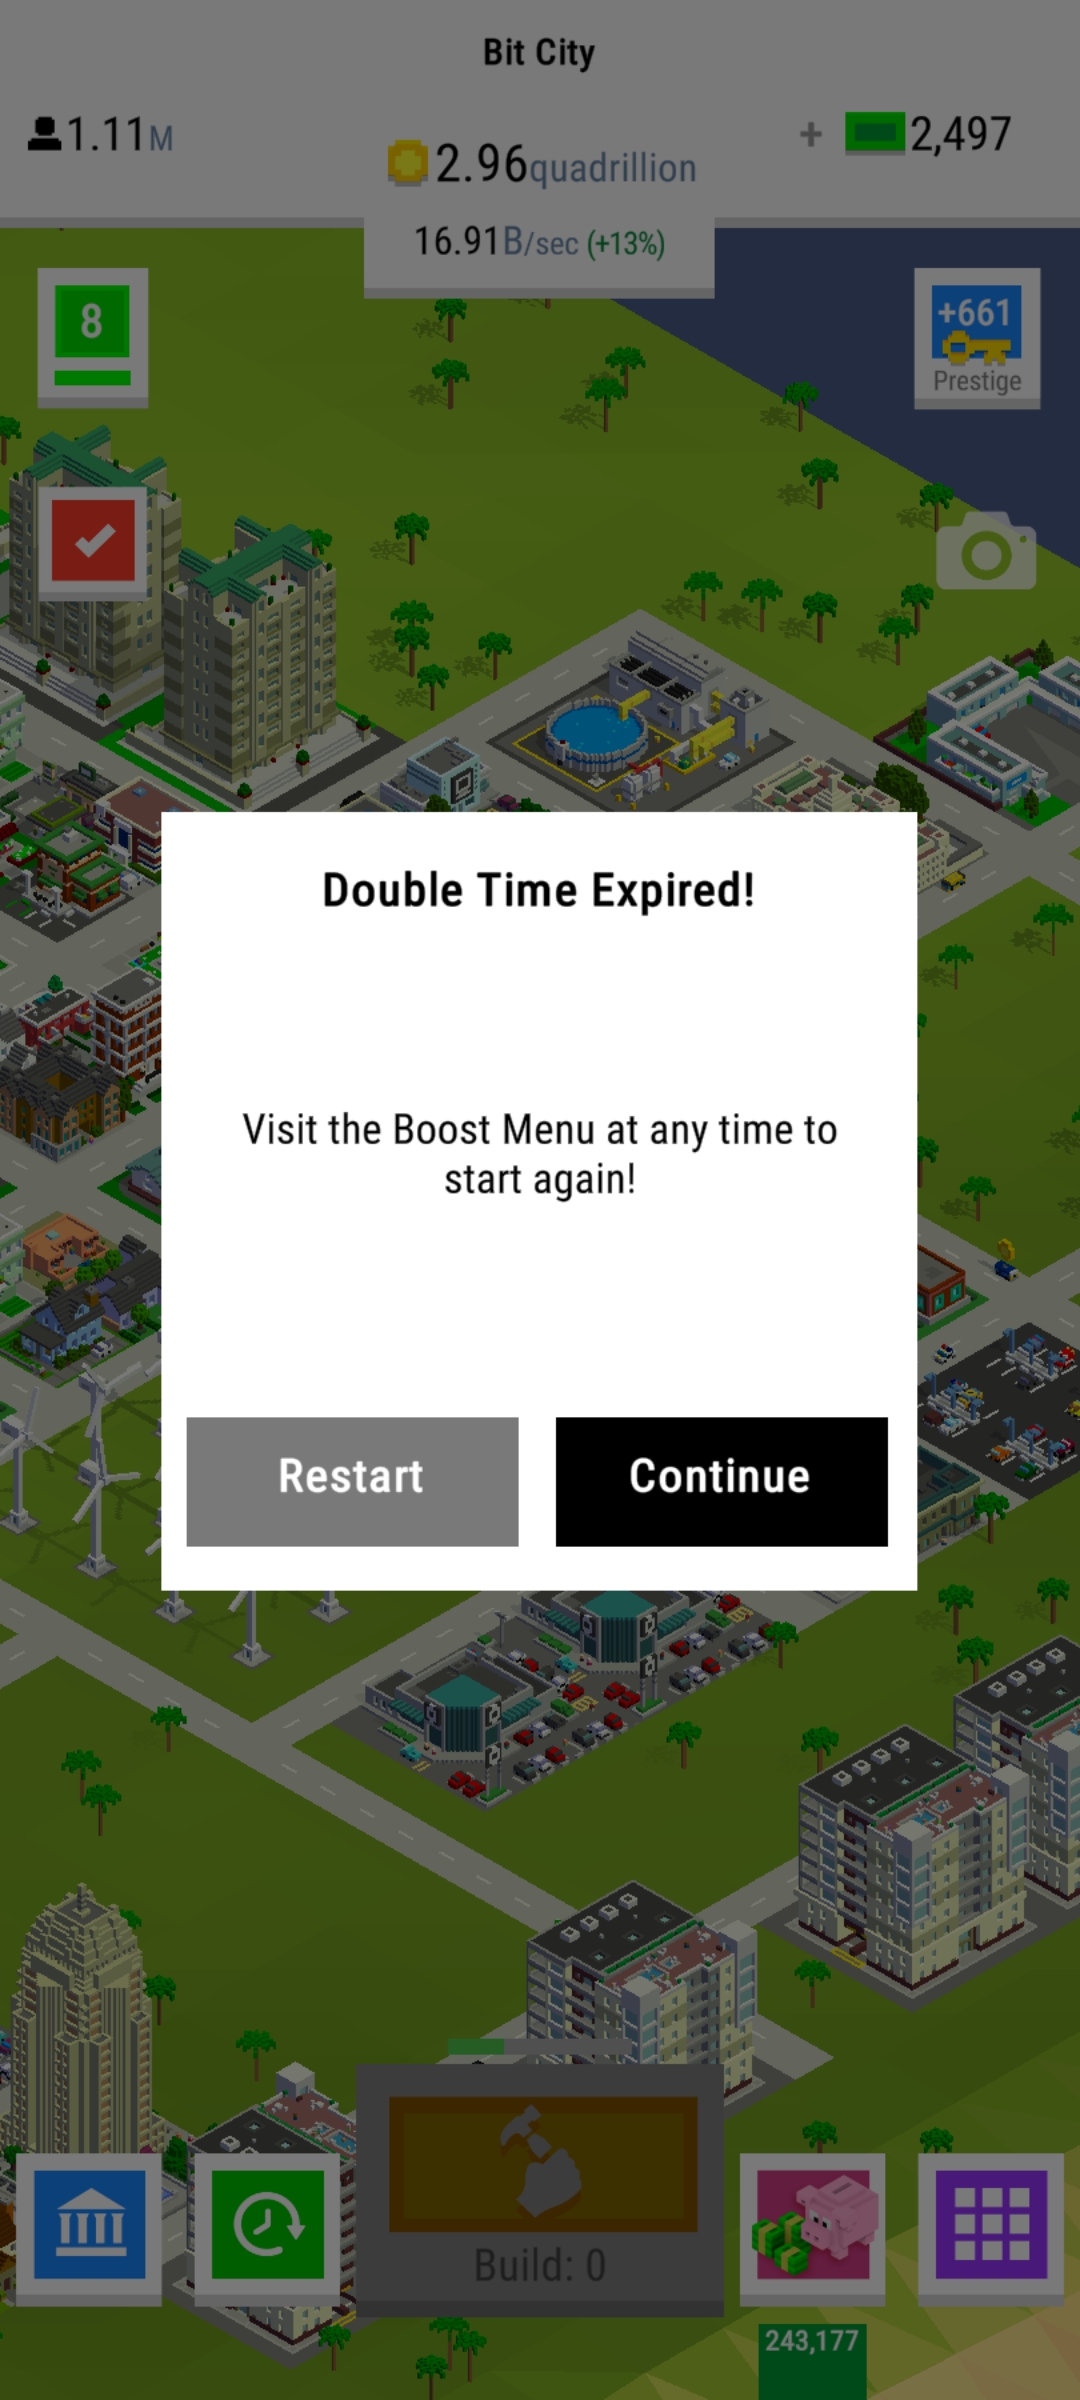 Bit City
1.11M
2.96quadrillion
+ 2,497
16.91B/sec (+13%)
8
+661
Prestige
Double Time Expired!
Visit the Boost Menu at any time to
start again!
Restart
Continue
Build: 0
243,177